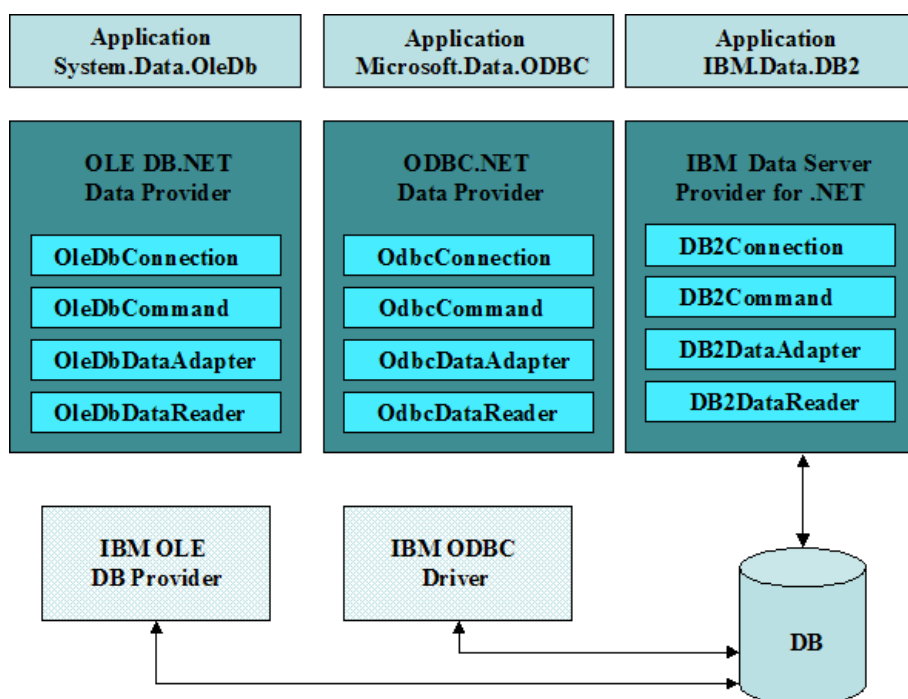 Application
System.Data.OleDb
Application
Microsoft.Data.ODBC
Application
IBM.Data.DB2
OLE DB.NET
Data Provider
OleDbConnection
OleDbCommand
OleDbDataAdapter
OleDbDataReader
ODBC.NET
Data Provider
OdbcConnection
OdbcCommand
OdbcDataAdapter
OdbcDataReader
IBM Data Server
Provider for .NET
DB2Connection
DB2Command
DB2DataAdapter
DB2DataReader
IBM OLE
DB Provider
IBM ODBC
Driver
DB